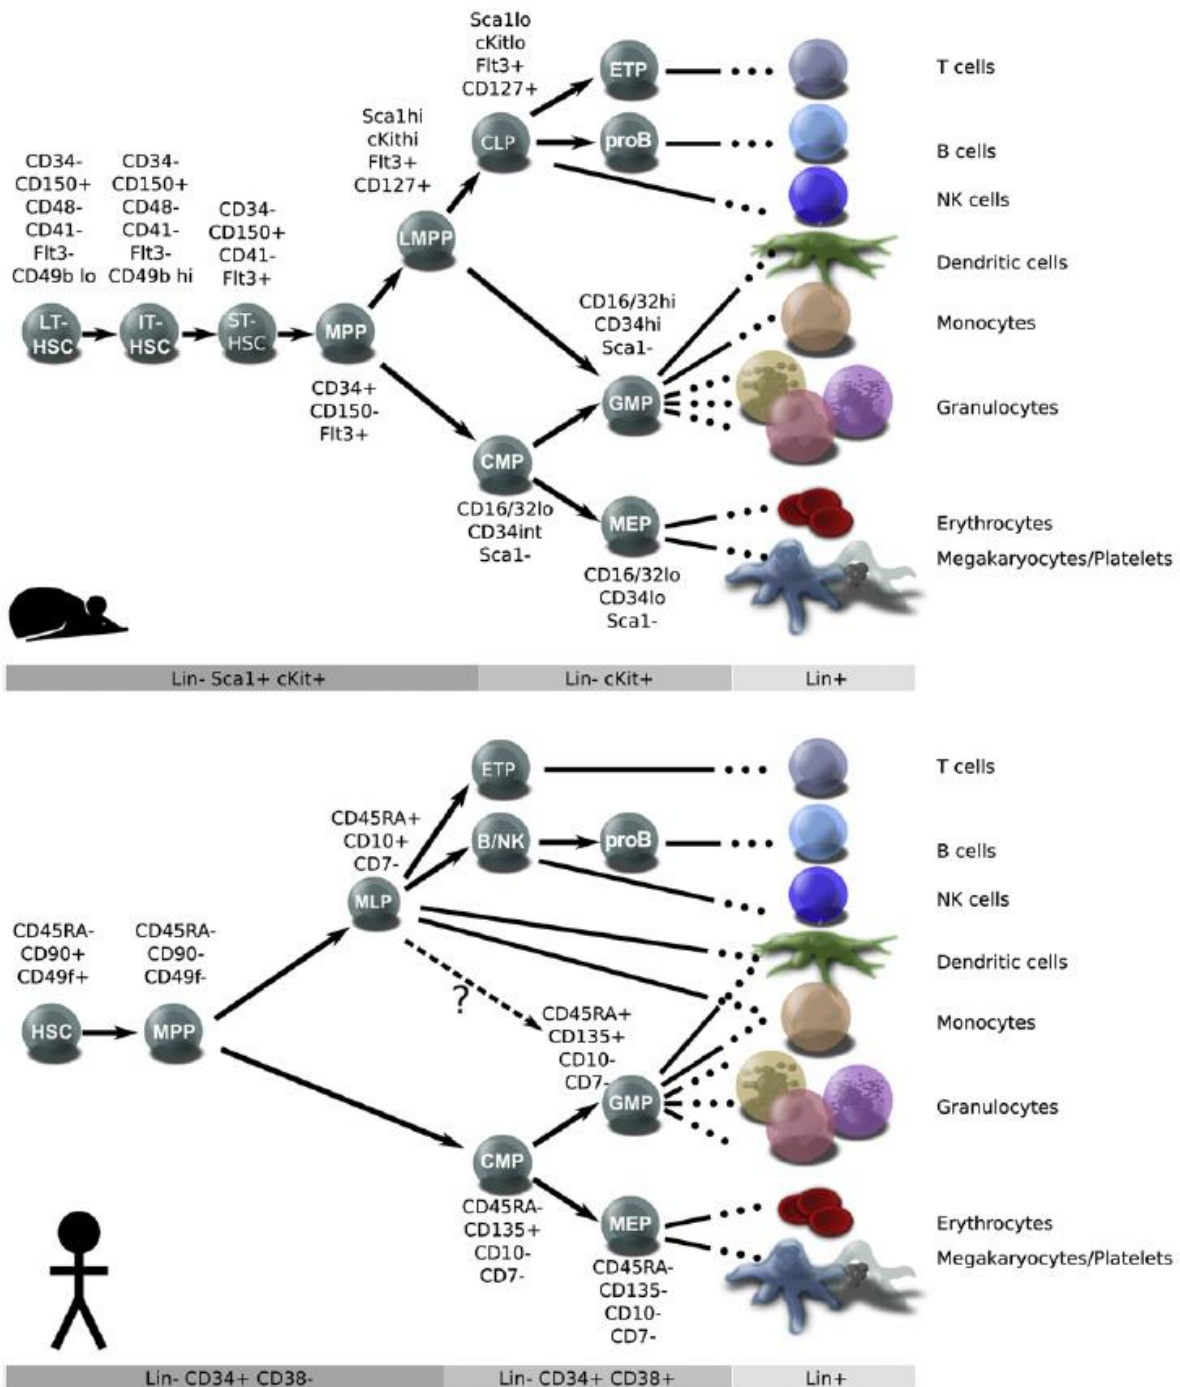 Sca1lo
cKitlo
Flt3+
CD127+
ETP
T cells
Sca1hi
cKithi
Flt3+
CD127+
CLP
proB
B cells
NK cells
CD34-
CD150+
CD48-
CD41-
Flt3-
CD49b lo
CD34-
CD150+
CD48-
CD41-
Flt3-
CD49b hi
CD34-
CD150+
CD41-
Flt3+
LMPP
Dendritic cells
CD16/32hi
CD34hi
Sca1-
Monocytes
LT-
HSC
IT-
HSC
ST-
HSC
MPP
CD34+
CD150-
Flt3+
GMP
Granulocytes
CMP
CD16/32lo
CD34int
Sca1-
MEP
CD16/32lo
CD34lo
Sca1-
Erythrocytes
Megakaryocytes/Platelets
Lin- Sca1+ cKit+
Lin- cKit+
Lin+
ETP
T cells
CD45RA+
CD10+
CD7-
B/NK
proB
B cells
MLP
NK cells
CD45RA-
CD90+
CD49f+
CD45RA-
CD90-
CD49f-
Dendritic cells
HSC
MPP
?
CD45RA+
CD135+
CD10-
CD7-
Monocytes
GMP
Granulocytes
CMP
CD45RA-
CD135+
CD10-
CD7-
MEP
CD45RA-
CD135-
CD10-
CD7-
Erythrocytes
Megakaryocytes/Platelets
Lin- CD34+ CD38-
Lin- CD34+ CD38+
Lin+